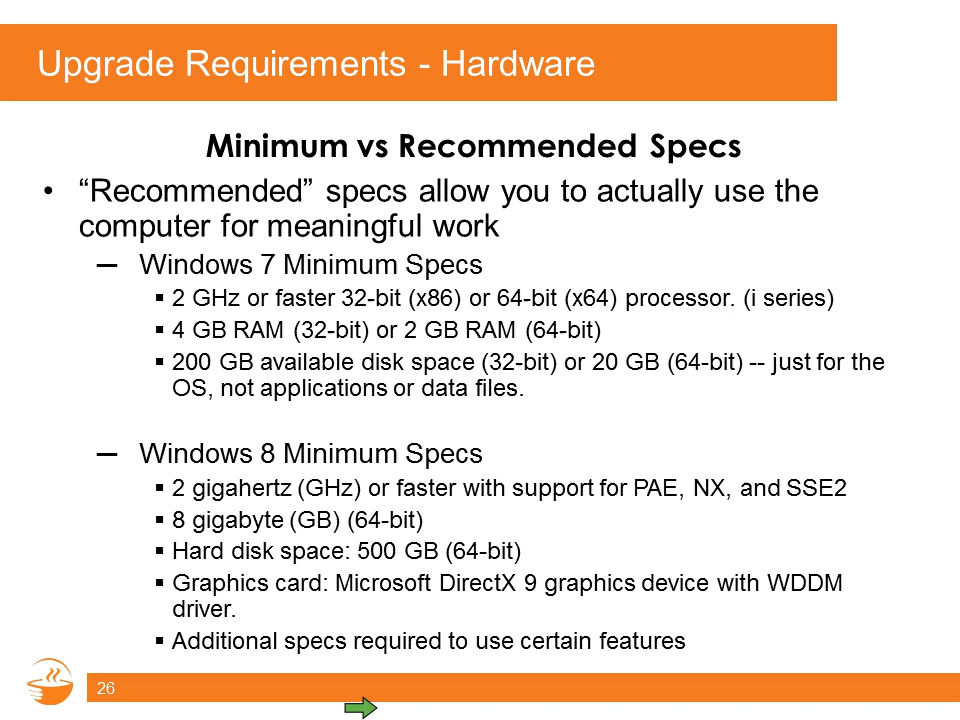 Upgrade Requirements - Hardware
Minimum vs Recommended Specs
• “Recommended” specs allow you to actually use the
computer for meaningful work
─ Windows 7 Minimum Specs
▪ 2 GHz or faster 32-bit (x86) or 64-bit (x64) processor. (i series)
▪ 4 GB RAM (32-bit) or 2 GB RAM (64-bit)
▪ 200 GB available disk space (32-bit) or 20 GB (64-bit) -- just for the
OS, not applications or data files.
─ Windows 8 Minimum Specs
▪ 2 gigahertz (GHz) or faster with support for PAE, NX, and SSE2
▪ 8 gigabyte (GB) (64-bit)
▪ Hard disk space: 500 GB (64-bit)
▪ Graphics card: Microsoft DirectX 9 graphics device with WDDM
driver.
▪ Additional specs required to use certain features
26